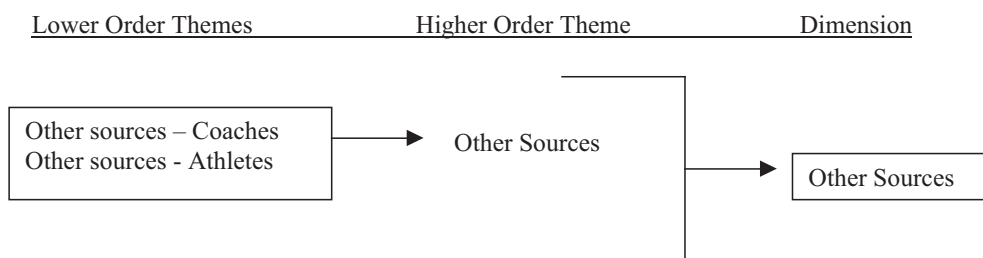 Lower Order Themes Higher Order Theme Dimension
Other sources – Coaches
Other sources - Athletes
Other Sources
Other Sources